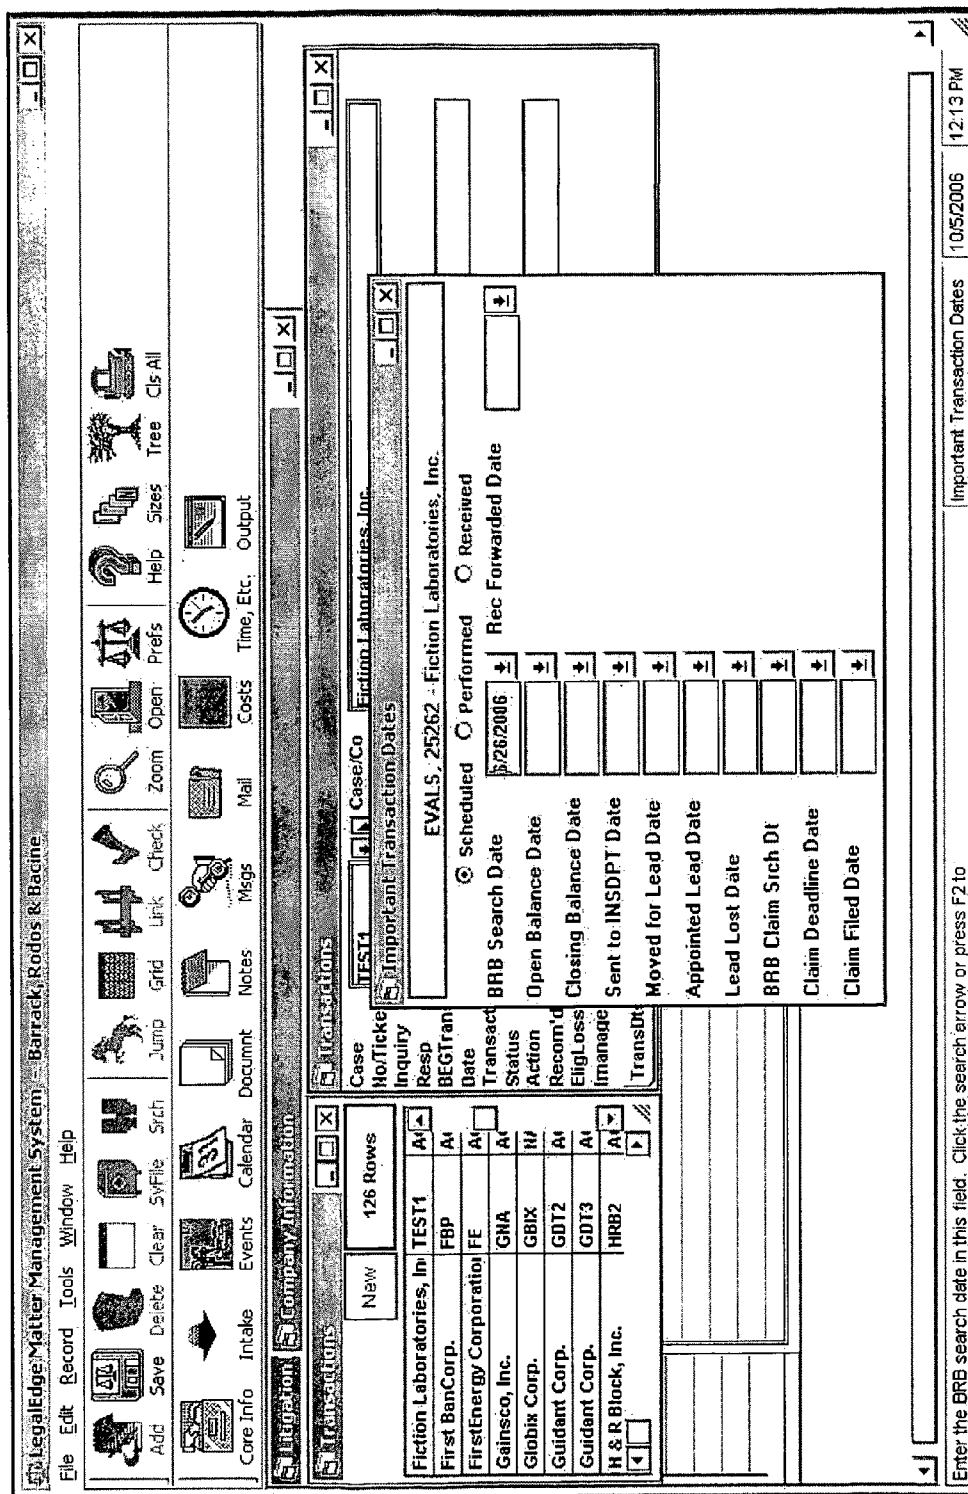 LegalEdge Matter Management System - Barrack, Rodos & Bacine
File Edit Record Tools Window Help
Add Save Delete Clear SvFile Srch Jump Grid Link Check Zoom Open Prefs Help Sizes Tree Cls All
Core Info Intake Events Calendar Documnt Notes Msgs Mail Costs Time, Etc. Output
Litigation Company Information
Transactions
New 126 Rows
Fiction Laboratories, In TEST1
First BanCorp. FBP
FirstEnergy Corporation FE
Gainsco, Inc. GNA
Globix Corp. GBIX
Guidant Corp. GDT2
Guidant Corp. GDT3
H & R Block, Inc. HRB2
Transactions
Case TEST1 Case/Co Fiction Laboratories, Inc.
No/Ticke
Inquiry
Resp
BEGTran
Date
Transact
Status
Action
Recom'd
EligLoss
Imanage
TransDt
Important Transaction Dates
EVALS, 25262 - Fiction Laboratories, Inc.
Scheduled Performed Received
BRB Search Date 5/26/2006 Rec Forwarded Date
Open Balance Date
Closing Balance Date
Sent to INSDPT Date
Moved for Lead Date
Appointed Lead Date
Lead Lost Date
BRB Claim Srch Dt
Claim Deadline Date
Claim Filed Date
Enter the BRB search date in this field. Click the search arrow or press F2 to Important Transaction Dates 10/5/2006 12:13 PM